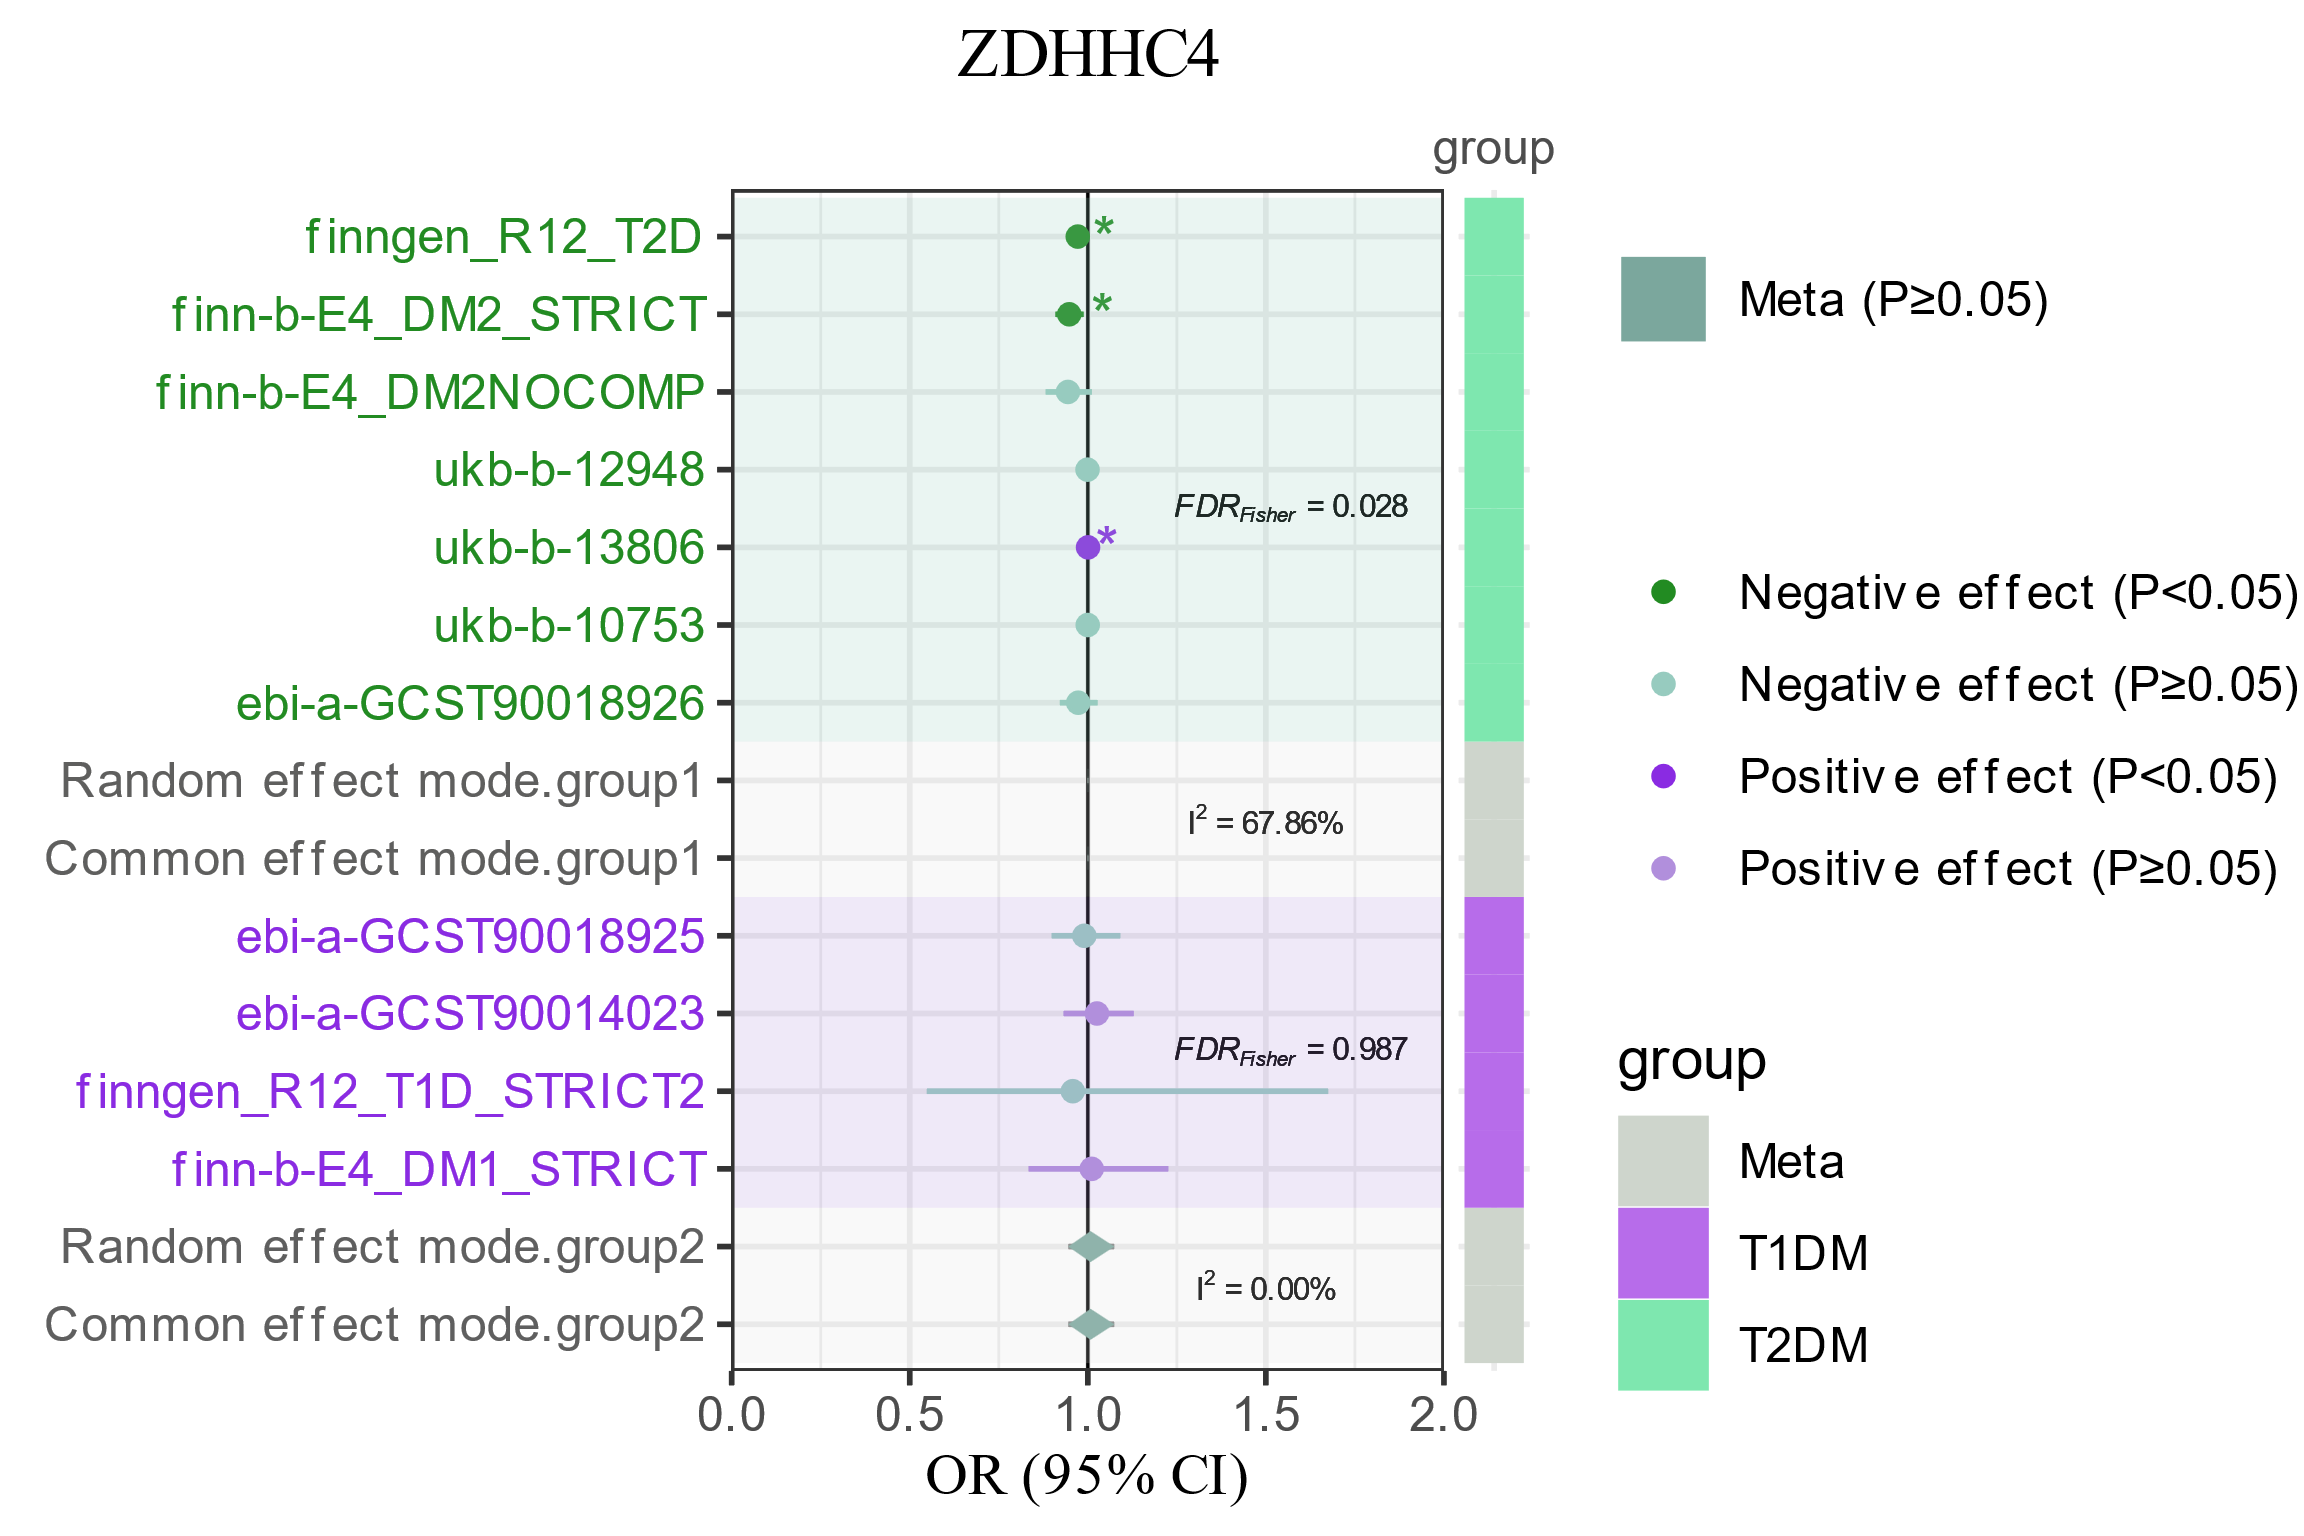 ZDHHC4
group
finngen_R12_T2D
*
finn-b-E4_DM2_STRICT
*
finn-b-E4_DM2NOCOMP
ukb-b-12948
FDR_Fisher = 0.028
ukb-b-13806
*
ukb-b-10753
ebi-a-GCST90018926
Random effect mode.group1
I² = 67.86%
Common effect mode.group1
ebi-a-GCST90018925
ebi-a-GCST90014023
FDR_Fisher = 0.987
finngen_R12_T1D_STRICT2
finn-b-E4_DM1_STRICT
Random effect mode.group2
I² = 0.00%
Common effect mode.group2
0.0 0.5 1.0 1.5 2.0
OR (95% CI)
Meta (P≥0.05)
Negative effect (P<0.05)
Negative effect (P≥0.05)
Positive effect (P<0.05)
Positive effect (P≥0.05)
group
Meta
T1DM
T2DM